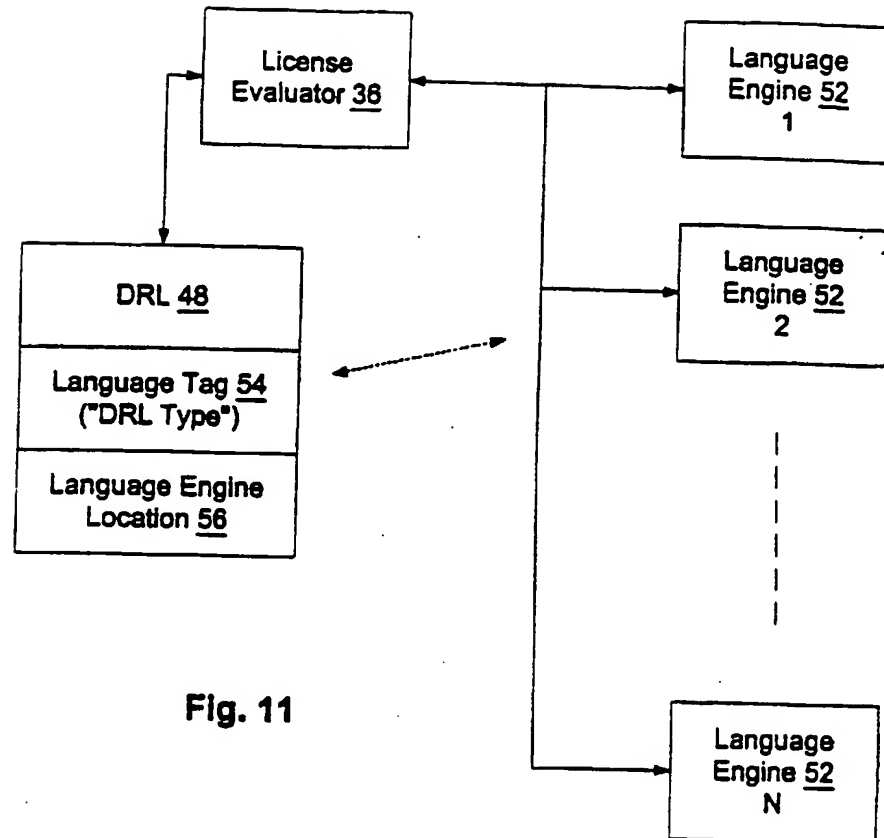 License
Evaluator 36
Language
Engine 52
1
DRL 48
Language Tag 54
("DRL Type")
Language Engine
Location 56
Language
Engine 52
2
Fig. 11
Language
Engine 52
N